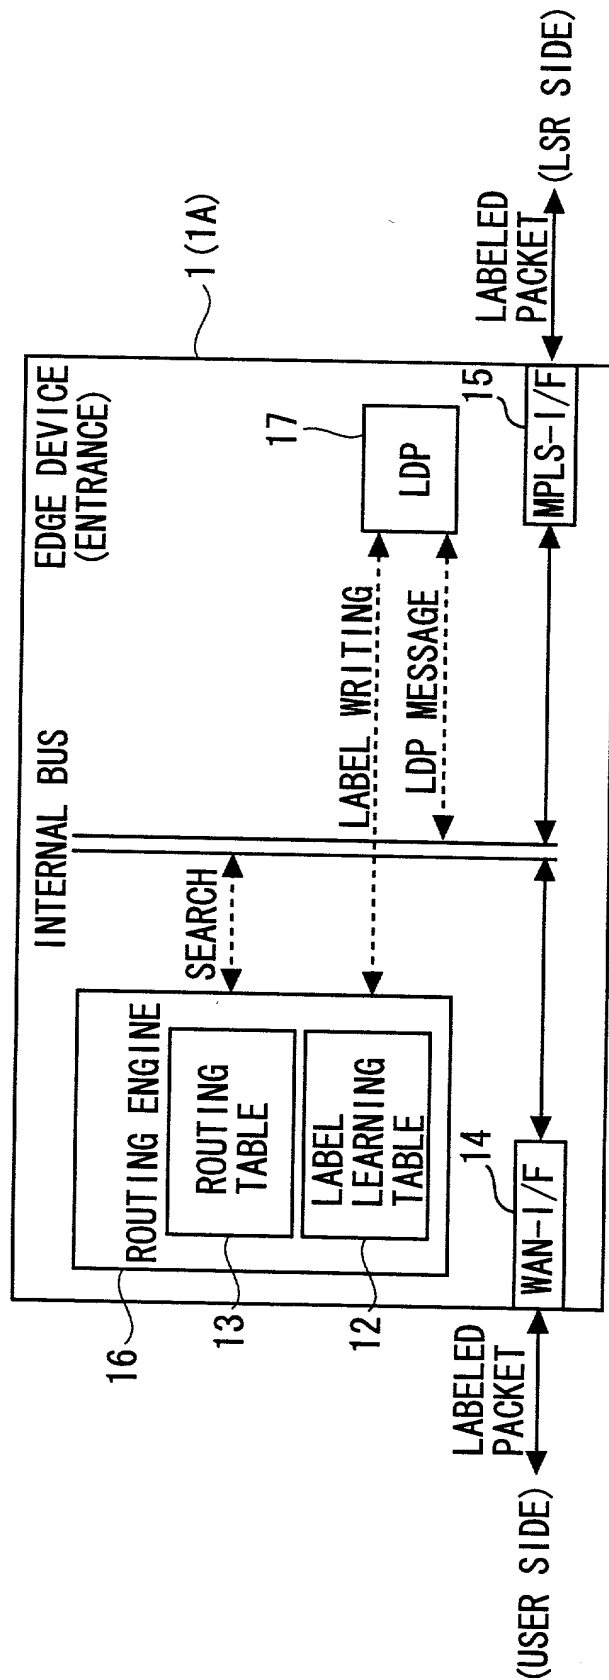 1(1A)
EDGE DEVICE
(ENTRANCE)
INTERNAL BUS
16
ROUTING ENGINE
13
ROUTING
TABLE
12
LABEL
LEARNING
TABLE
SEARCH
LABEL WRITING
LDP MESSAGE
17
LDP
LABELED
PACKET
(USER SIDE)
14
WAN-I/F
15
MPLS-I/F
LABELED
PACKET
(LSR SIDE)